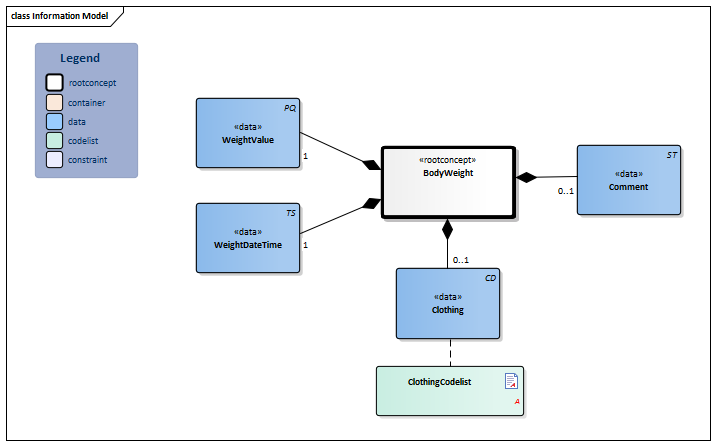 class Information Model
Legend
rootconcept
container
data
codelist
constraint
PQ
«data»
WeightValue
1
TS
«data»
WeightDateTime
1
«rootconcept»
BodyWeight
ST
«data»
Comment
0..1
0..1
CD
«data»
Clothing
ClothingCodelist
A
A